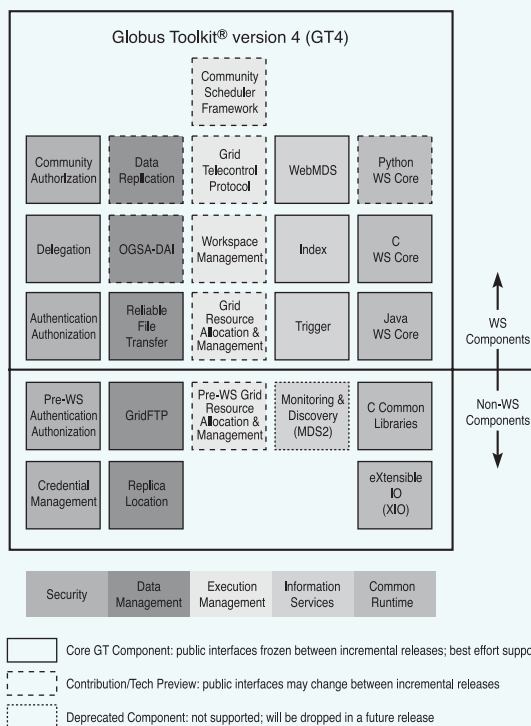 Globus Toolkit® version 4 (GT4)
Community
Scheduler
Framework
Community
Authorization
Data
Replication
Grid
Telecontrol
Protocol
WebMDS
Python
WS Core
Delegation
OGSA-DAI
Workspace
Management
Index
C
WS Core
Authentication
Authonization
Reliable
File
Transfer
Grid
Resource
Allocation &
Management
Trigger
Java
WS Core
WS
Components
Pre-WS
Authentication
Authonization
GridFTP
Pre-WS Grid
Resource
Allocation &
Management
Monitoring &
Discovery
(MDS2)
C Common
Libraries
Non-WS
Components
Credential
Management
Replica
Location
eXtensible
IO
(XIO)
Security
Data
Management
Execution
Management
Information
Services
Common
Runtime
Core GT Component: public interfaces frozen between incremental releases; best effort suppo
Contribution/Tech Preview: public interfaces may change between incremental releases
Deprecated Component: not supported; will be dropped in a future release